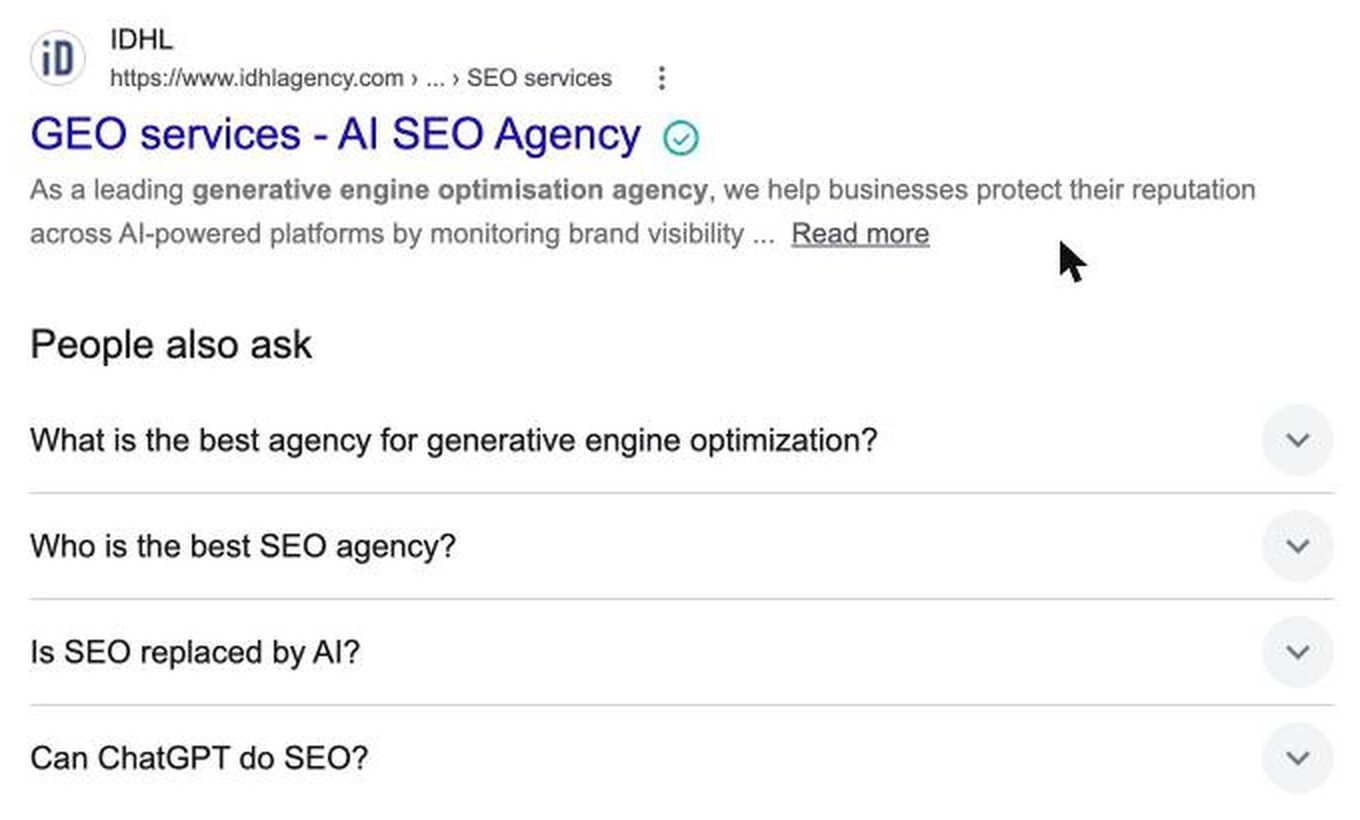 iD
IDHL
https://www.idhlagency.com › ... › SEO services
GEO services - AI SEO Agency
As a leading generative engine optimisation agency, we help businesses protect their reputation
across AI-powered platforms by monitoring brand visibility ... Read more
People also ask
What is the best agency for generative engine optimization?
Who is the best SEO agency?
Is SEO replaced by AI?
Can ChatGPT do SEO?